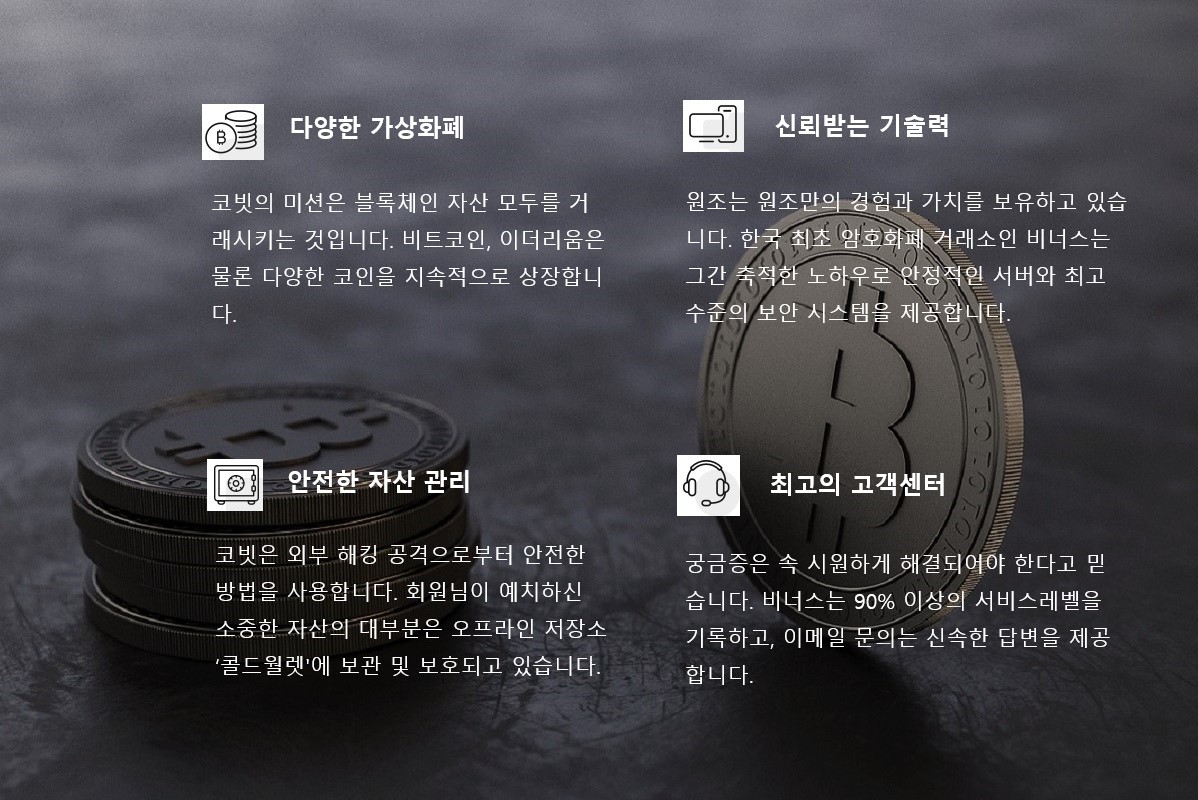 다양한 가상화폐
코빗의 미션은 블록체인 자산 모두를 거
래시키는 것입니다. 비트코인, 이더리움은
물론 다양한 코인을 지속적으로 상장합니
다.
신뢰받는 기술력
원조는 원조만의 경험과 가치를 보유하고 있습
니다. 한국 최초 암호화폐 거래소인 비너스는
그간 축적한 노하우로 안정적인 서버와 최고
수준의 보안 시스템을 제공합니다.
안전한 자산 관리
코빗은 외부 해킹 공격으로부터 안전한
방법을 사용합니다. 회원님이 예치하신
소중한 자산의 대부분은 오프라인 저장소
‘콜드월렛'에 보관 및 보호되고 있습니다.
최고의 고객센터
궁금증은 속 시원하게 해결되어야 한다고 믿
습니다. 비너스는 90% 이상의 서비스레벨을
기록하고, 이메일 문의는 신속한 답변을 제공
합니다.